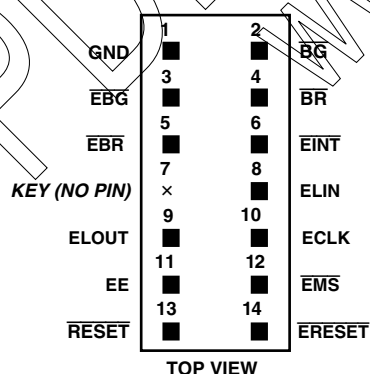 1 2
GND BG
3 4
EBG BR
5 6
EBR EINT
7 8
KEY (NO PIN) × ELIN
9 10
ELOUT ECLK
11 12
EE EMS
13 14
RESET ERESET
TOP VIEW